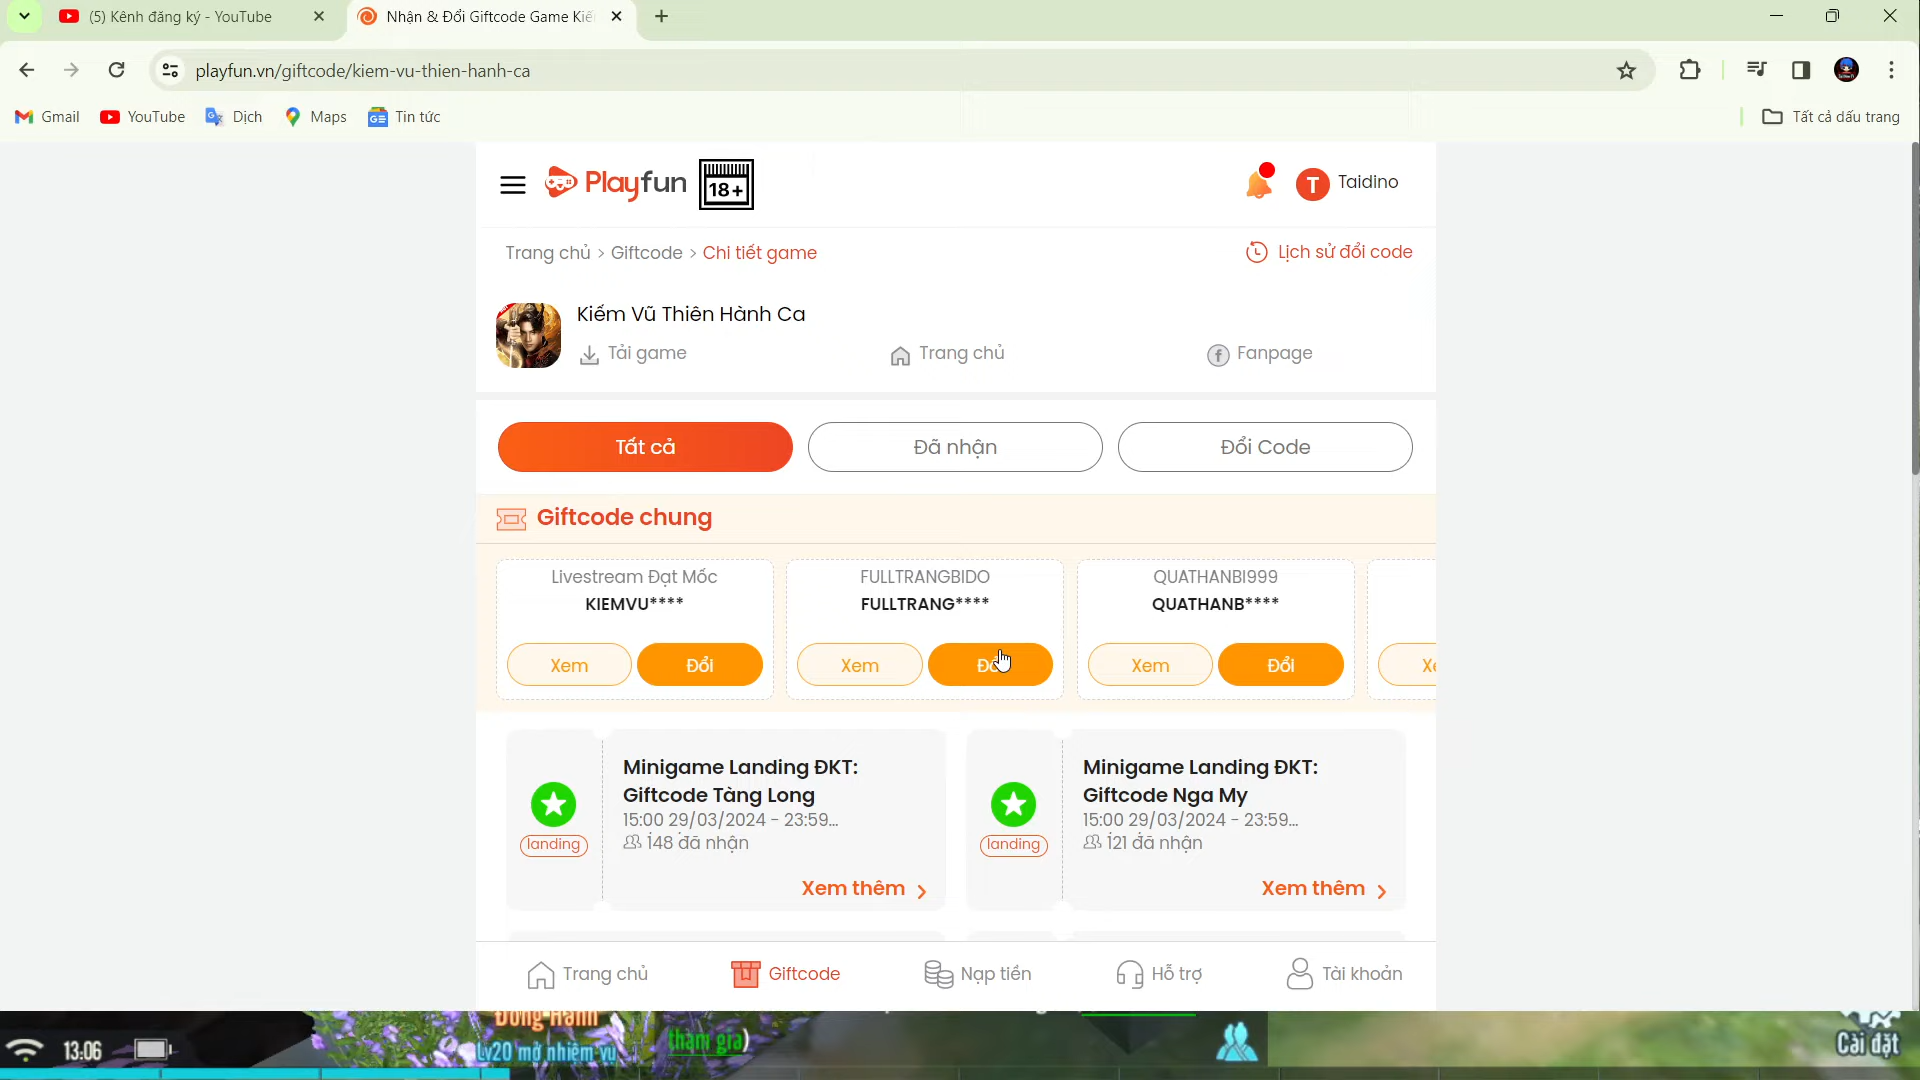 (5) Kênh đăng ký - YouTube
Nhận & Đổi Giftcode Game Kiế
playfun.vn/giftcode/kiem-vu-thien-hanh-ca
Gmail
YouTube
Dịch
Maps
Tin tức
Tất cả dấu trang
Playfun
18+
T
Taidino
Trang chủ > Giftcode > Chi tiết game
Lịch sử đổi code
Kiếm Vũ Thiên Hành Ca
Tải game
Trang chủ
Fanpage
Tất cả
Đã nhận
Đổi Code
Giftcode chung
Livestream Đạt Mốc
KIEMVU****
Xem
Đổi
FULLTRANGBIDO
FULLTRANG****
Xem
QUATHANBI999
QUATHANB****
Xem
Đổi
Minigame Landing ĐKT:
Giftcode Tàng Long
15:00 29/03/2024 - 23:59...
148 đã nhận
landing
Xem thêm
Minigame Landing ĐKT:
Giftcode Nga My
15:00 29/03/2024 - 23:59...
121 đã nhận
landing
Xem thêm
Trang chủ
Giftcode
Nạp tiền
Hỗ trợ
Tài khoản
13:06
Đồng Hành
Lv20 mở nhiệm vụ
tham gia)
Cài đặt